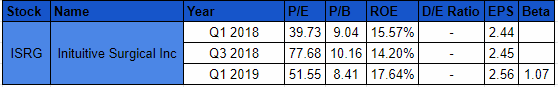 Stock Name Year P/E P/B ROE D/E Ratio EPS Beta
Q1 2018 39.73 9.04 15.57% - 2.44
ISRG Inituitive Surgical Inc Q3 2018 77.68 10.16 14.20% - 2.45
Q1 2019 51.55 8.41 17.64% - 2.56 1.07